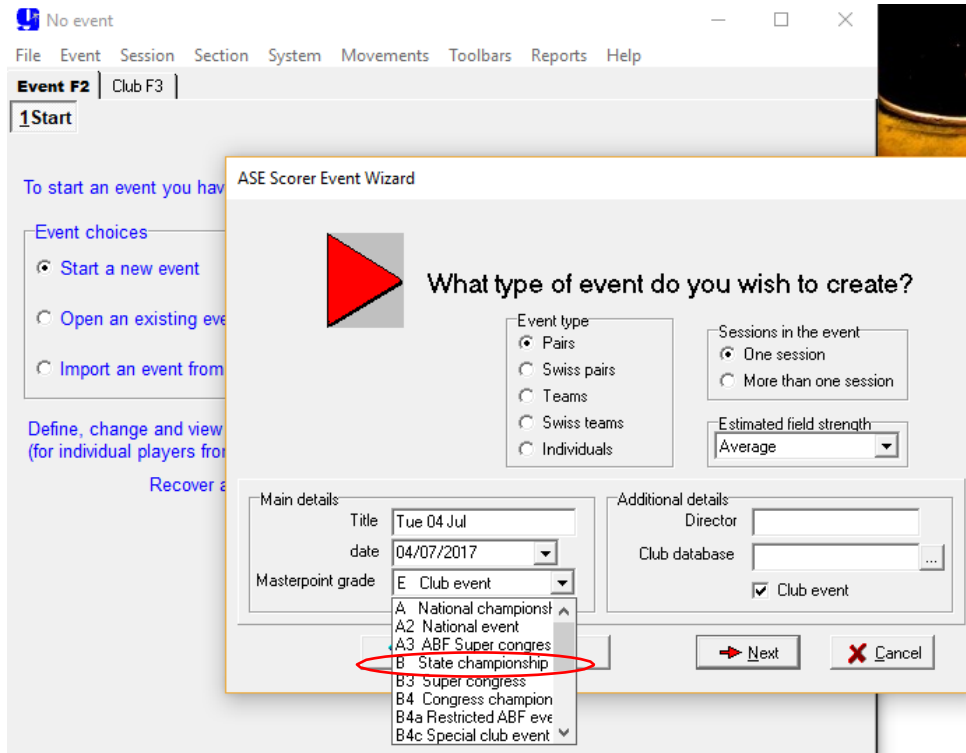 No event
File Event Session Section System Movements Toolbars Reports Help
Event F2 Club F3
1Start
To start an event you hav
Event choices
Start a new event
Open an existing eve
Import an event from
Define, change and view
(for individual players fror
Recover a
ASE Scorer Event Wizard
What type of event do you wish to create?
Event type
Pairs
Swiss pairs
Teams
Swiss teams
Individuals
Sessions in the event
One session
More than one session
Estimated field strength
Average
Main details
Title Tue 04 Jul
date 04/07/2017
Masterpoint grade E Club event
A National championsh
A2 National event
A3 ABF Super congres
B State championship
B3 Super congress
B4 Congress champion
B4a Restricted ABF eve
B4c Special club event
Additional details
Director
Club database ...
Club event
Next
Cancel